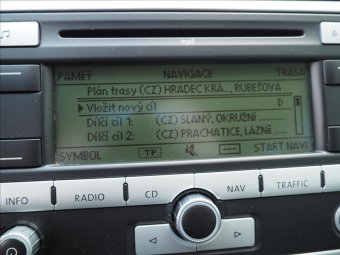 mp3
PAMĚŤ NAVIGACE TRASA
Plán trasy (CZ) HRADEC KRÁ..., RUBEŠOVA
Vložit nový cíl
Dílčí cíl 1: (CZ) SLANÝ, OKRUŽNÍ ..........
Dílčí cíl 2: (CZ) PRACHATICE, LÁZNĚ ..........
SYMBOL TP START NAVI
INFO RADIO CD NAV TRAFFIC